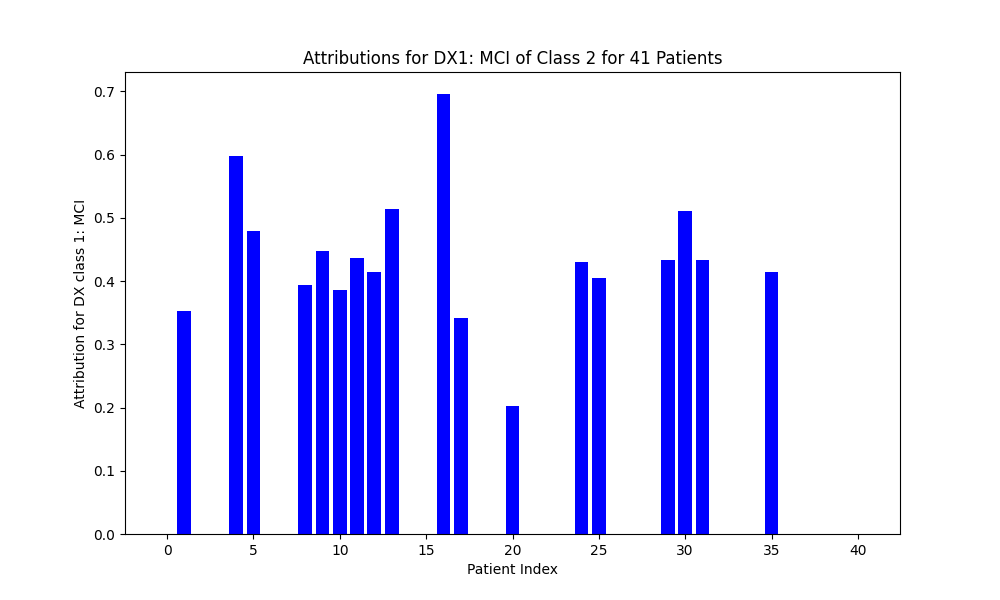 Attributions for DX1: MCI of Class 2 for 41 Patients
Attribution for DX class 1: MCI
0.7
0.6
0.5
0.4
0.3
0.2
0.1
0.0
0 5 10 15 20 25 30 35 40
Patient Index